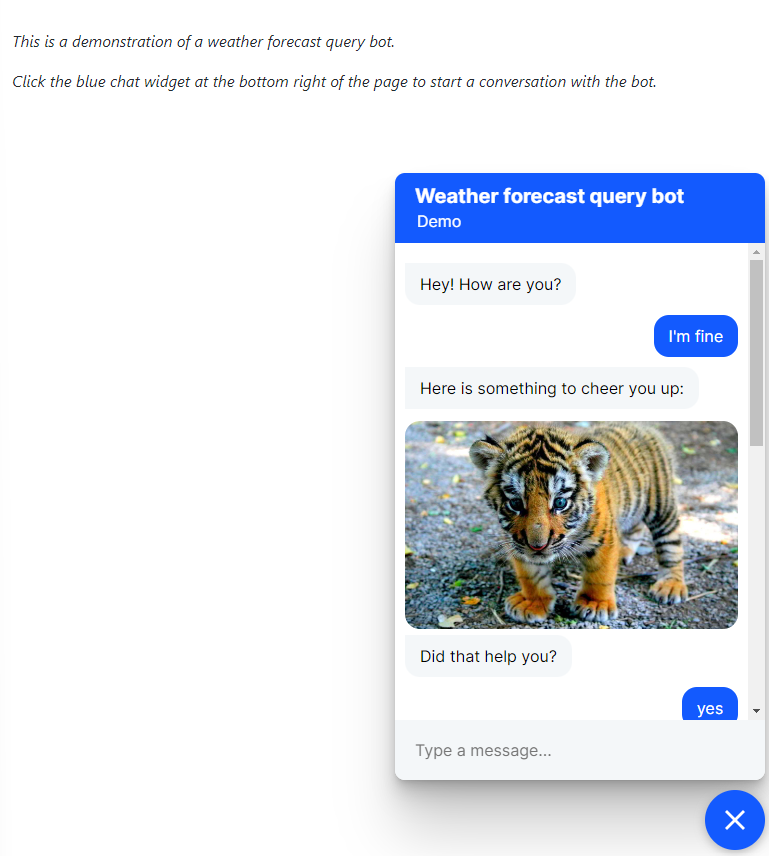 This is a demonstration of a weather forecast query bot.
Click the blue chat widget at the bottom right of the page to start a conversation with the bot.
Weather forecast query bot
Demo
Hey! How are you?
I'm fine
Here is something to cheer you up:
Did that help you?
yes
Type a message...